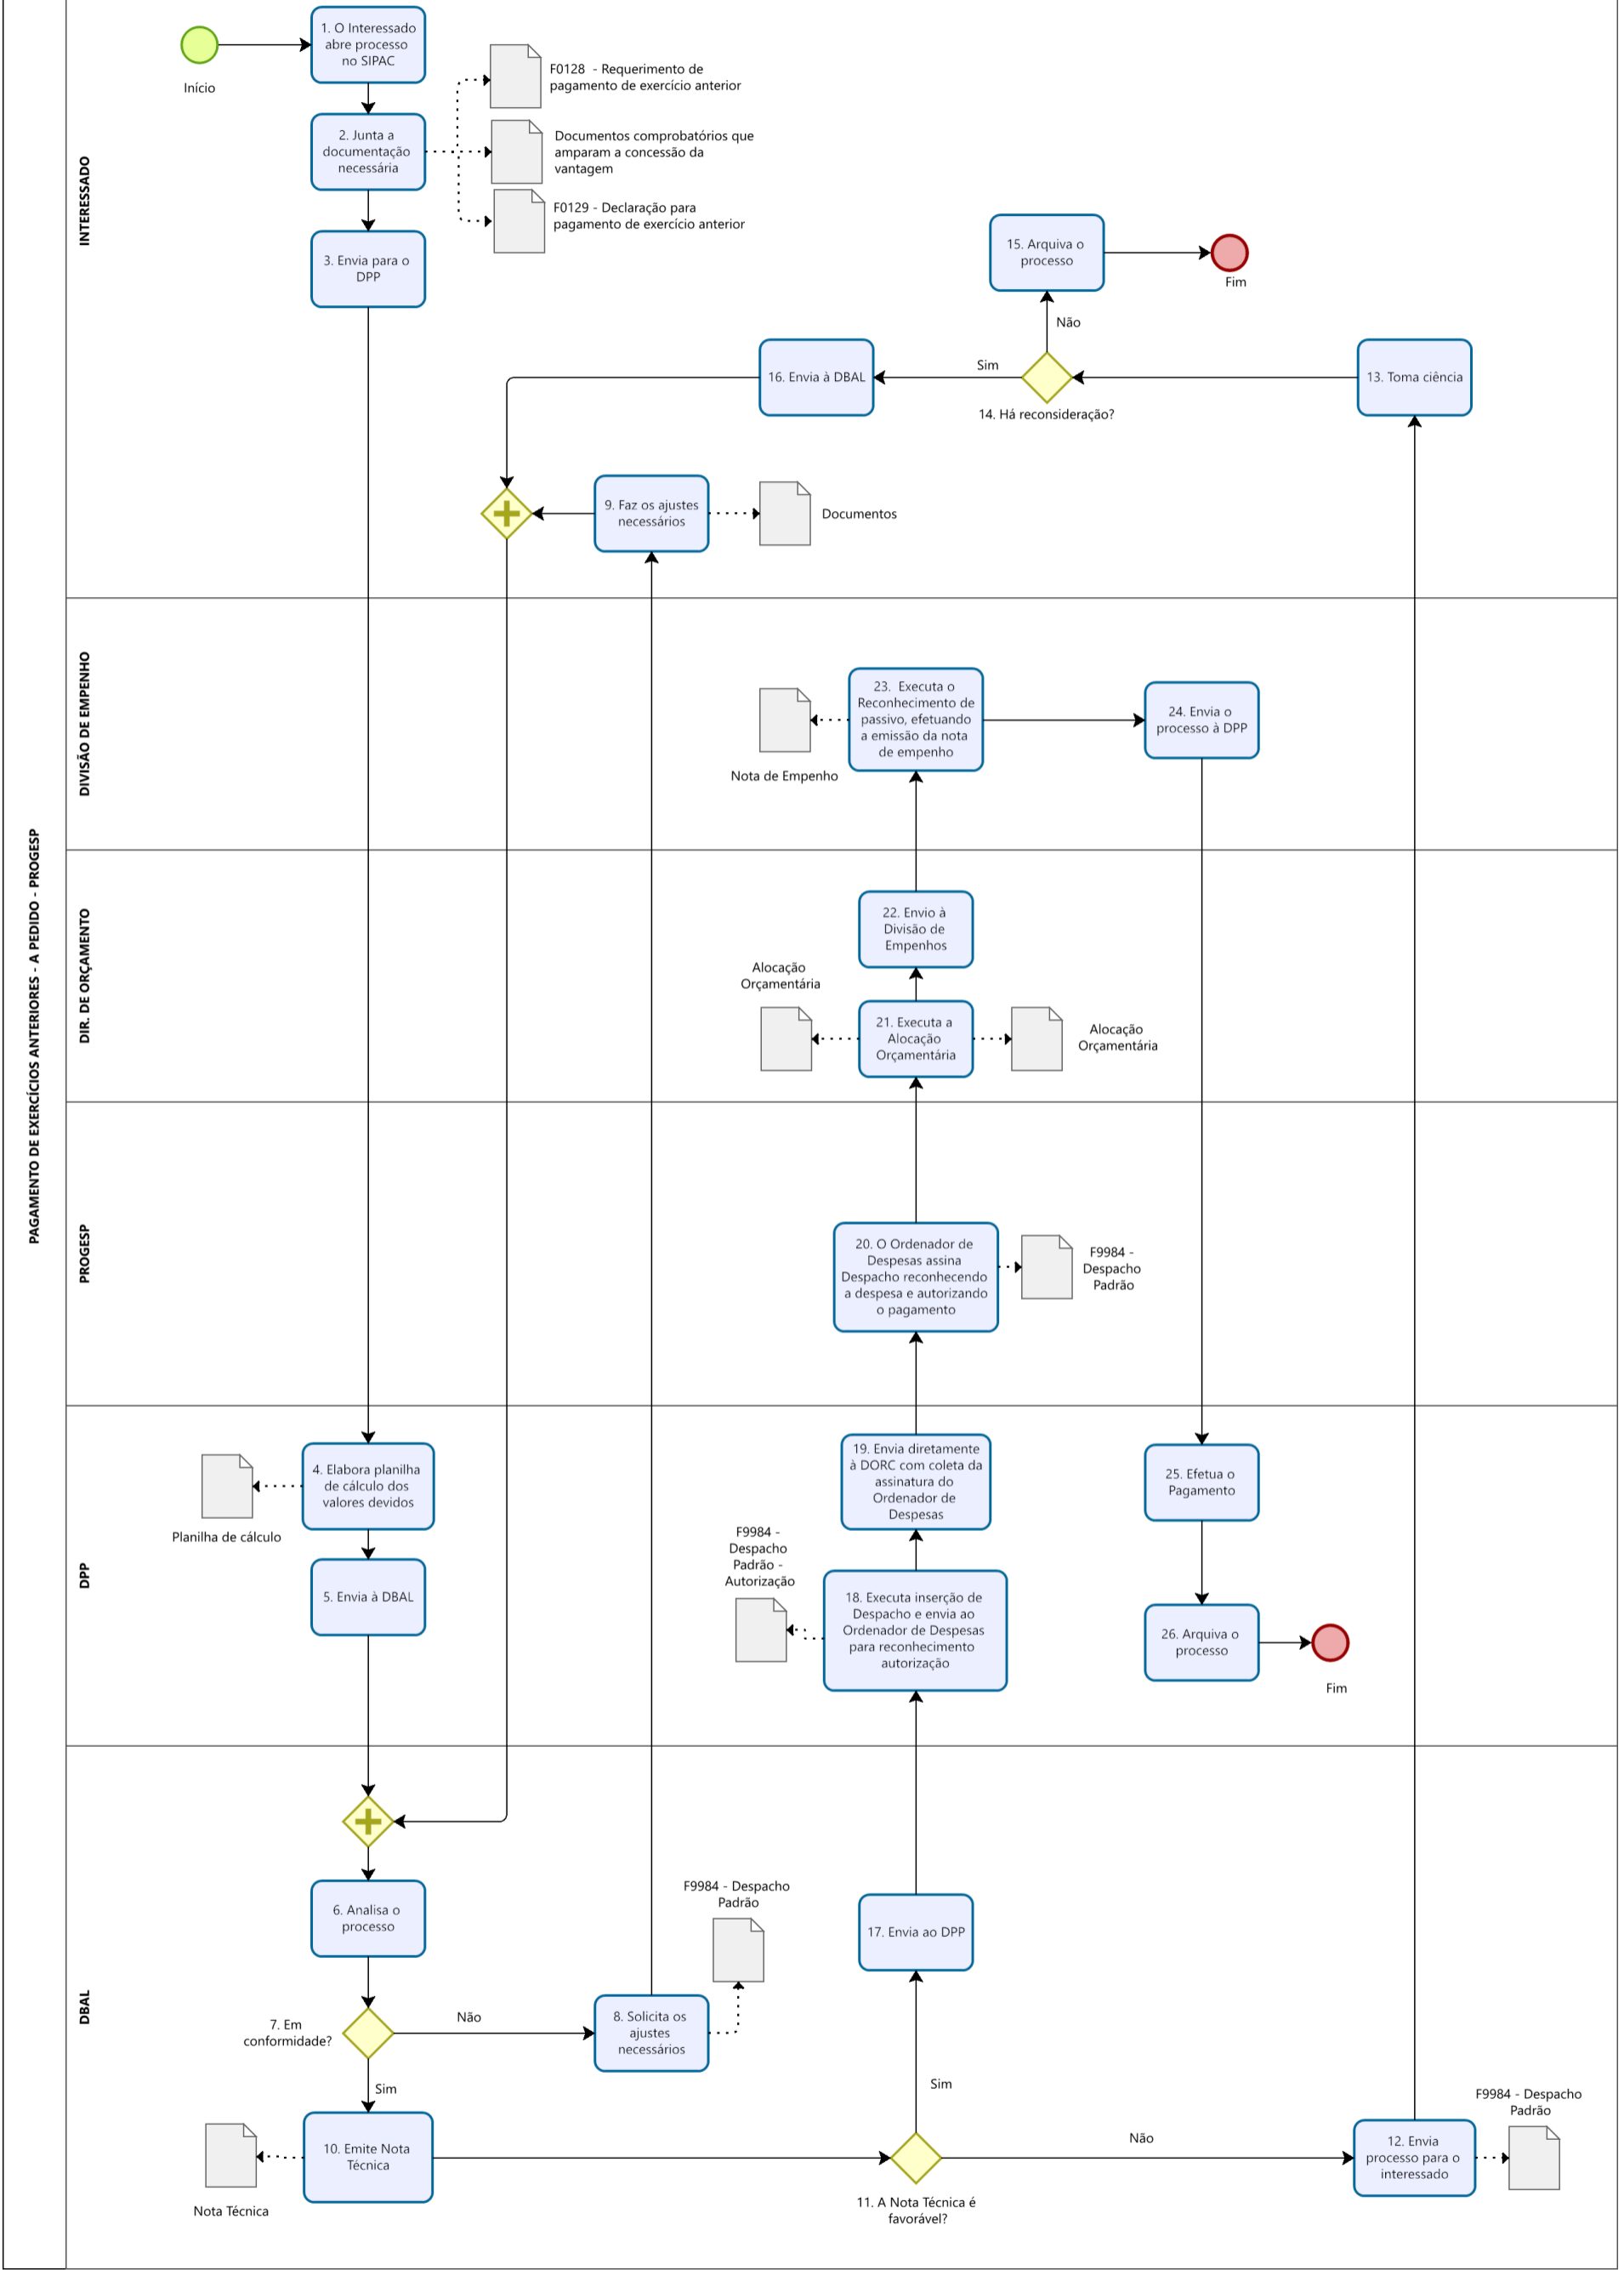 PAGAMENTO DE EXERCÍCIOS ANTERIORES - A PEDIDO - PROGESP
INTERESSADO
Início
1. O Interessado
abre processo
no SIPAC
2. Junta a
documentação
necessária
F0128  - Requerimento de
pagamento de exercício anterior
Documentos comprobatórios que
amparam a concessão da
vantagem
F0129 - Declaração para
pagamento de exercício anterior
3. Envia para o
DPP
15. Arquiva o
processo
Fim
Não
16. Envia à DBAL
Sim
14. Há reconsideração?
13. Toma ciência
9. Faz os ajustes
necessários
Documentos
DIVISÃO DE EMPENHO
Nota de Empenho
23.  Executa o
Reconhecimento de
passivo, efetuando
a emissão da nota
de empenho
24. Envia o
processo à DPP
DIR. DE ORÇAMENTO
22. Envio à
Divisão de
Empenhos
Alocação
Orçamentária
21. Executa a
Alocação
Orçamentária
Alocação
Orçamentária
PROGESP
20. O Ordenador de
Despesas assina
Despacho reconhecendo
a despesa e autorizando
o pagamento
F9984 -
Despacho
Padrão
DPP
4. Elabora planilha
de cálculo dos
valores devidos
Planilha de cálculo
5. Envia à DBAL
19. Envia diretamente
à DORC com coleta da
assinatura do
Ordenador de
Despesas
F9984 -
Despacho
Padrão -
Autorização
18. Executa inserção de
Despacho e envia ao
Ordenador de Despesas
para reconhecimento
autorização
25. Efetua o
Pagamento
26. Arquiva o
processo
Fim
DBAL
6. Analisa o
processo
7. Em
conformidade?
Não
Sim
F9984 - Despacho
Padrão
8. Solicita os
ajustes
necessários
17. Envia ao DPP
Sim
10. Emite Nota
Técnica
Nota Técnica
11. A Nota Técnica é
favorável?
Não
12. Envia
processo para o
interessado
F9984 - Despacho
Padrão